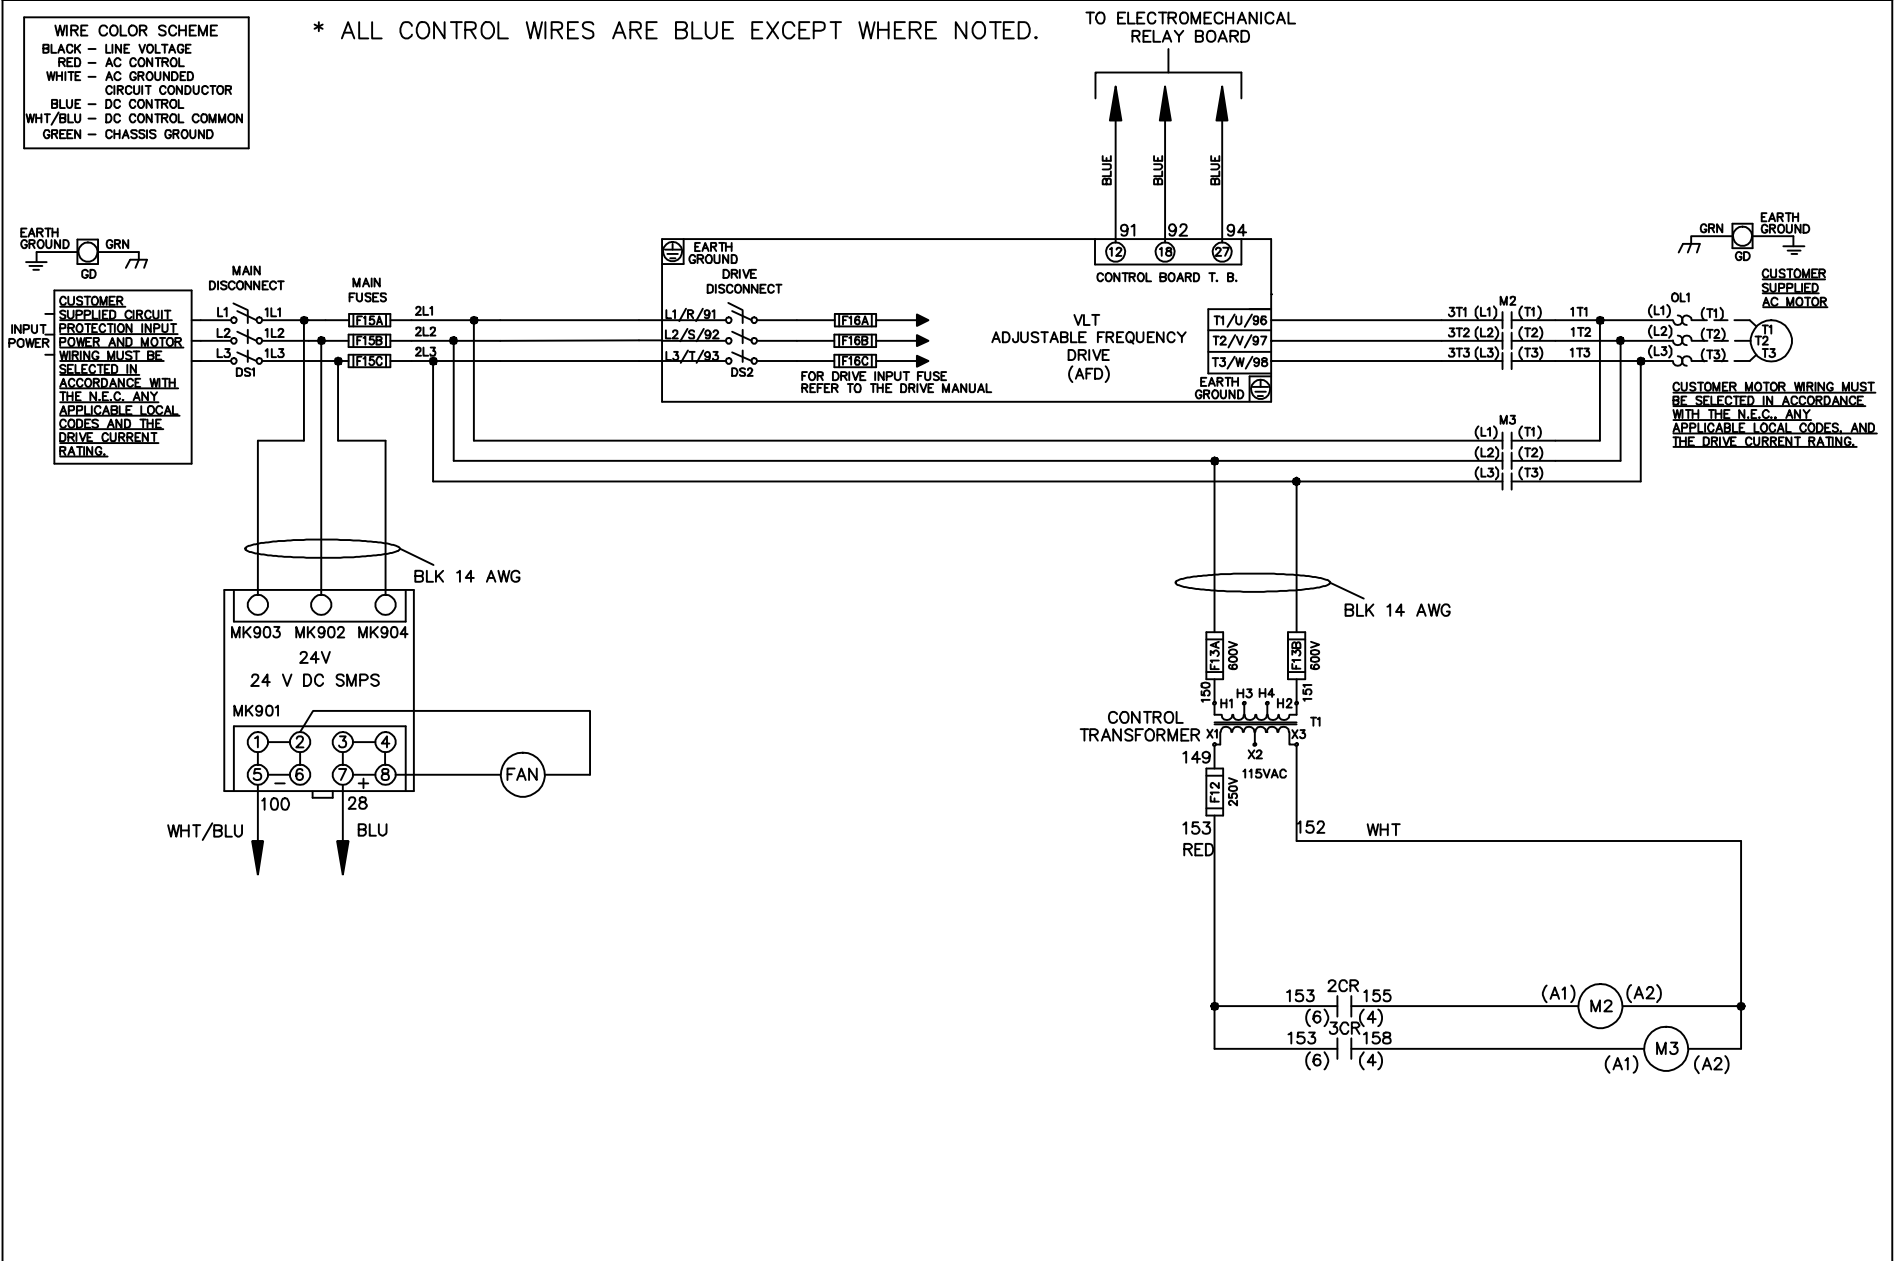 WIRE COLOR SCHEME
BLACK – LINE VOLTAGE
RED – AC CONTROL
WHITE – AC GROUNDED
CIRCUIT CONDUCTOR
BLUE – DC CONTROL
WHT/BLU – DC CONTROL COMMON
GREEN – CHASSIS GROUND
* ALL CONTROL WIRES ARE BLUE EXCEPT WHERE NOTED.
TO ELECTROMECHANICAL
RELAY BOARD
BLUE
BLUE
BLUE
91 92 94
12 18 27
CONTROL BOARD T. B.
EARTH
GROUND
GRN
GD
INPUT
POWER
CUSTOMER
SUPPLIED CIRCUIT
PROTECTION INPUT
POWER AND MOTOR
WIRING MUST BE
SELECTED IN
ACCORDANCE WITH
THE N.E.C. ANY
APPLICABLE LOCAL
CODES AND THE
DRIVE CURRENT
RATING.
MAIN
DISCONNECT
L1 1L1
L2 1L2
L3 1L3
DS1
MAIN
FUSES
F15A 2L1
F15B 2L2
F15C 2L3
EARTH
GROUND
DRIVE
DISCONNECT
L1/R/91
L2/S/92
L3/T/93
DS2
F16A
F16B
F16C
FOR DRIVE INPUT FUSE
REFER TO THE DRIVE MANUAL
VLT
ADJUSTABLE FREQUENCY
DRIVE
(AFD)
T1/U/96
T2/V/97
T3/W/98
EARTH
GROUND
M2
3T1 (L1) (T1) 1T1
3T2 (L2) (T2) 1T2
3T3 (L3) (T3) 1T3
M3
(L1) (T1)
(L2) (T2)
(L3) (T3)
GRN
EARTH
GROUND
GD
CUSTOMER
SUPPLIED
AC MOTOR
OL1
(L1) (T1)
(L2) (T2)
(L3) (T3)
T1
T2
T3
CUSTOMER MOTOR WIRING MUST
BE SELECTED IN ACCORDANCE
WITH THE N.E.C., ANY
APPLICABLE LOCAL CODES, AND
THE DRIVE CURRENT RATING.
BLK 14 AWG
MK903 MK902 MK904
24V
24 V DC SMPS
MK901
1 2 3 4
5 6 7 8
– +
100 28
WHT/BLU BLU
FAN
BLK 14 AWG
F13A
600V
F13B
600V
150
151
H1 H3 H4 H2
T1
CONTROL
TRANSFORMER
X1 X2 X3
149
115VAC
F12
250V
153
RED
152 WHT
2CR
153 155
(6) (4)
(A1) M2 (A2)
3CR
153 158
(6) (4)
(A1) M3 (A2)